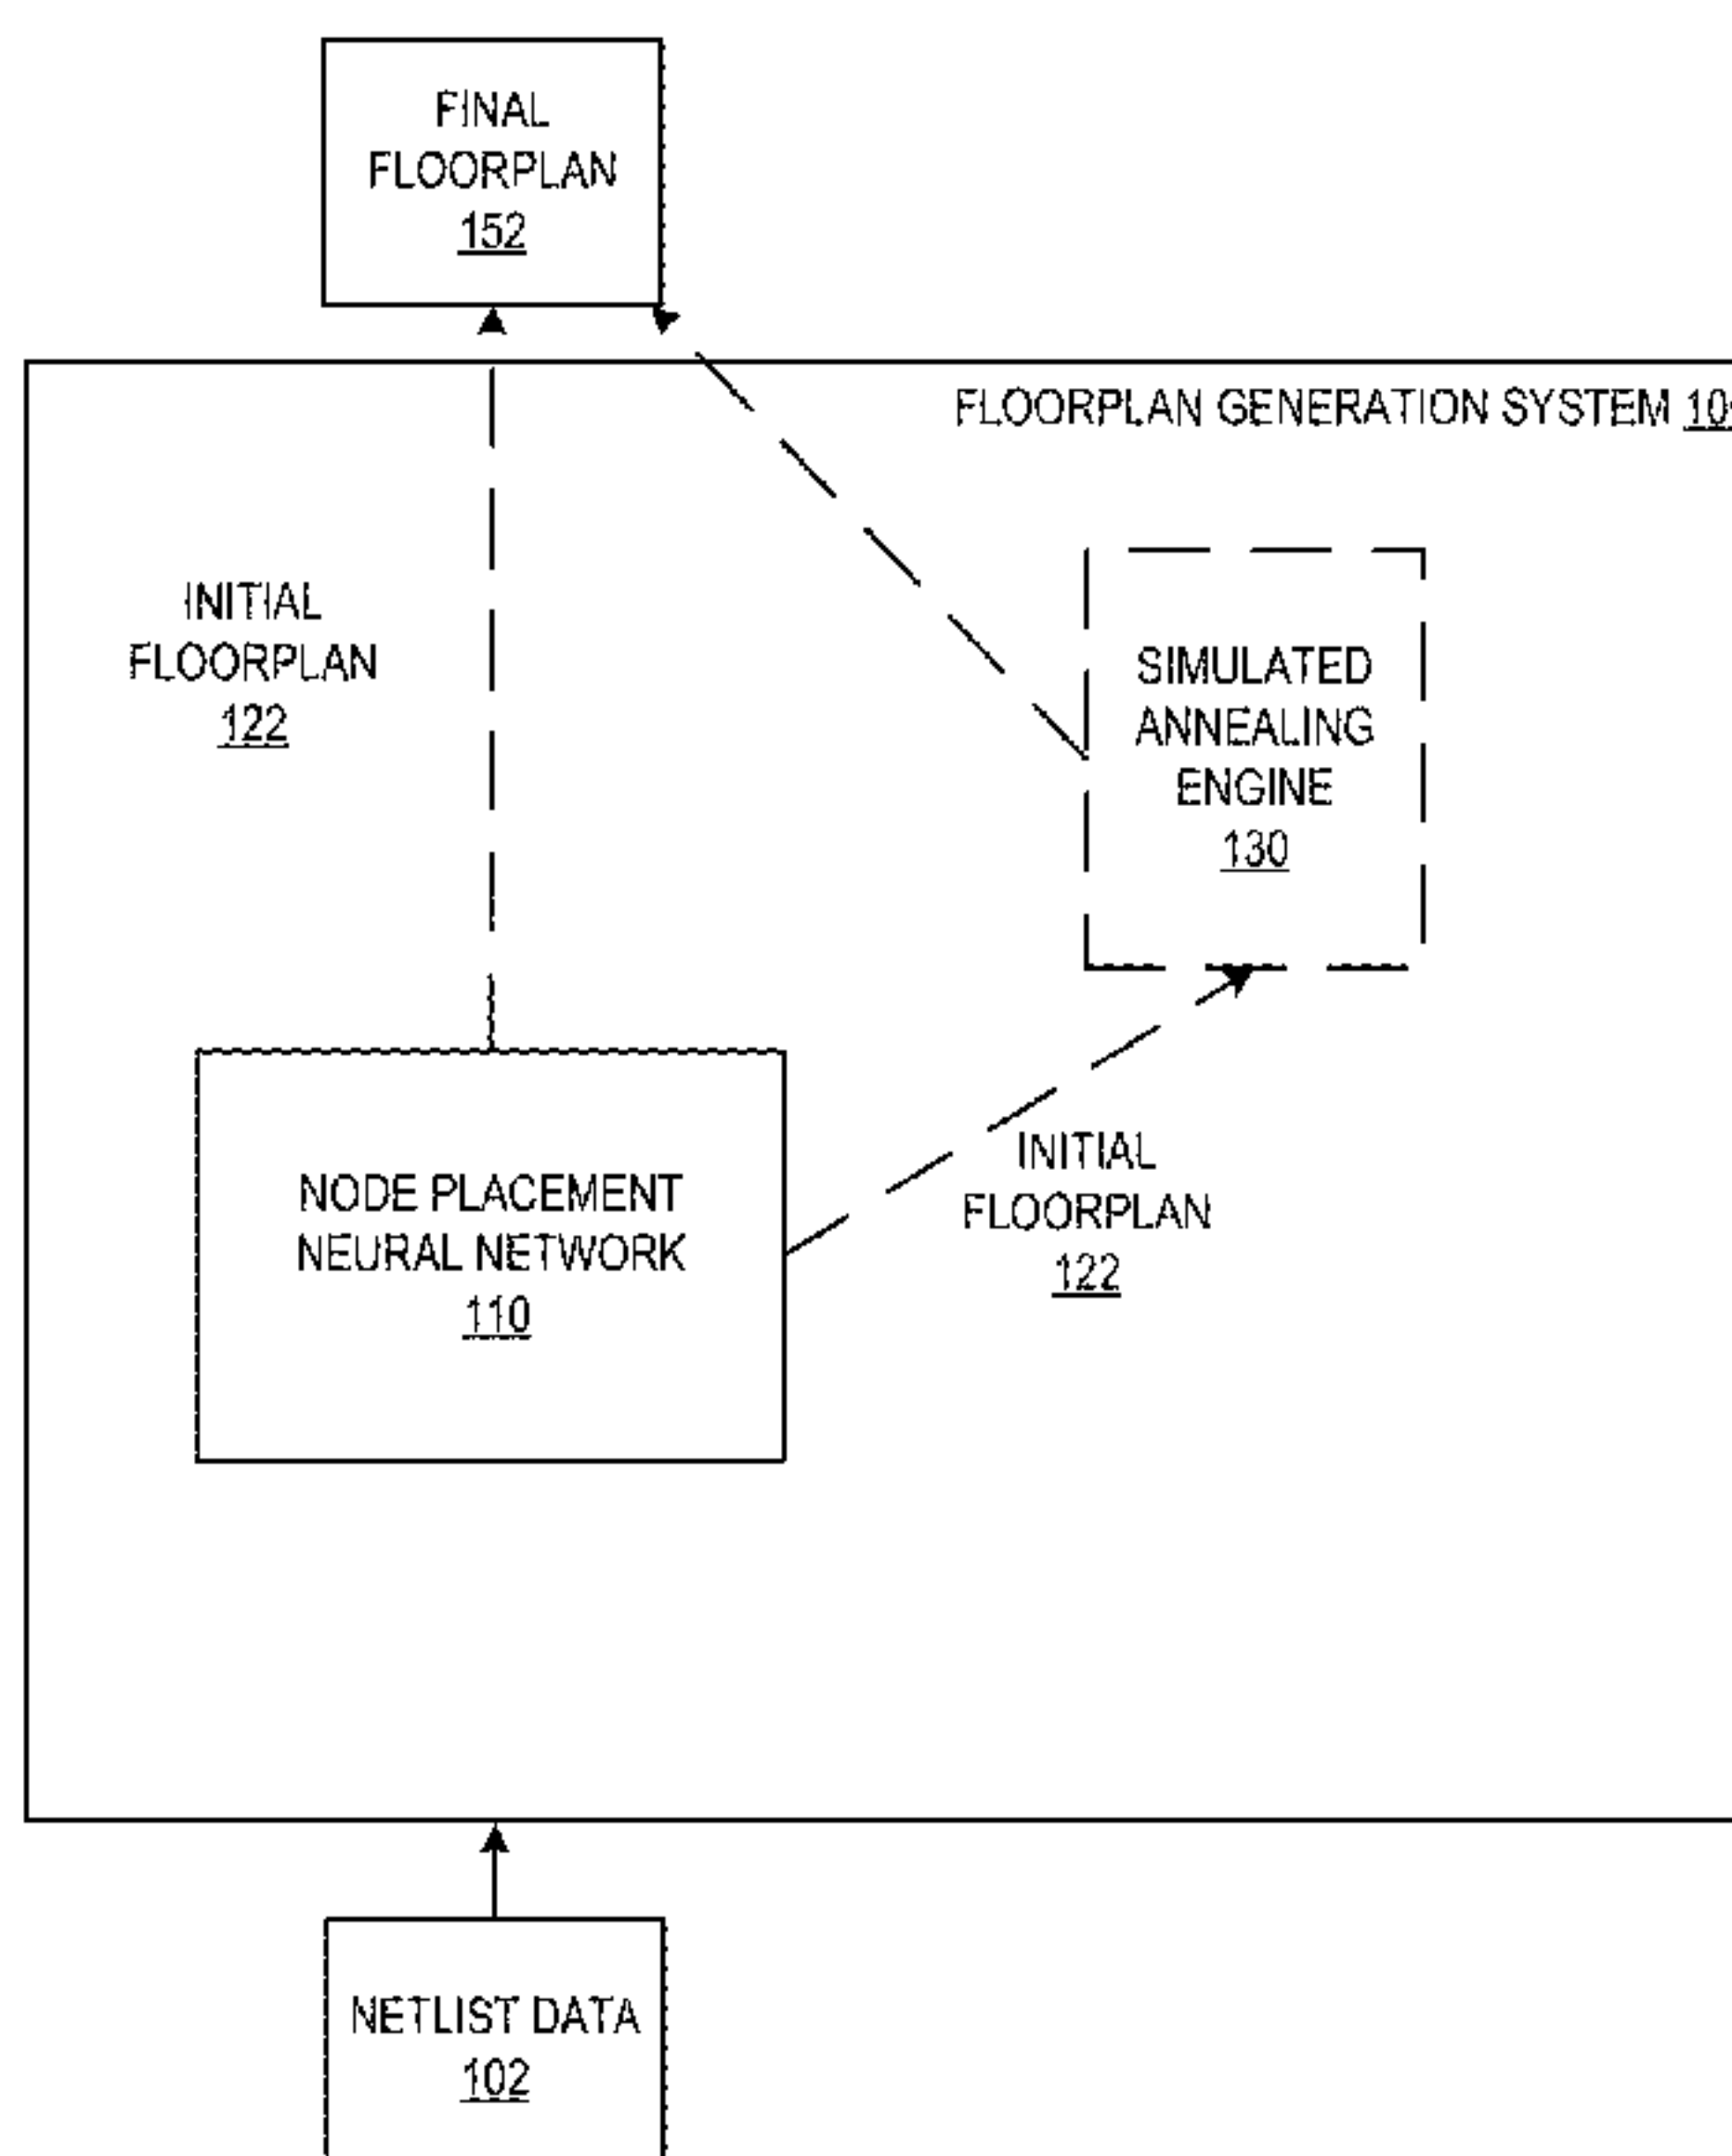 FINAL
FLOORPLAN
152
FLOORPLAN GENERATION SYSTEM
INITIAL
FLOORPLAN
122
SIMULATED
ANNEALING
ENGINE
130
NODE PLACEMENT
NEURAL NETWORK
110
INITIAL
FLOORPLAN
122
NETLIST DATA
102